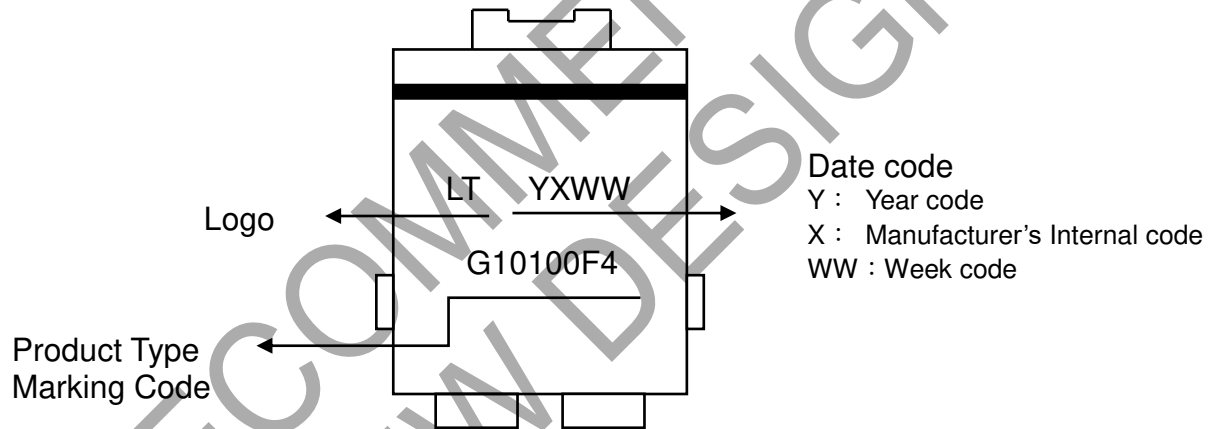 LT YXWW
Logo
G10100F4
Product Type
Marking Code
Date code
Y： Year code
X： Manufacturer’s Internal code
WW：Week code